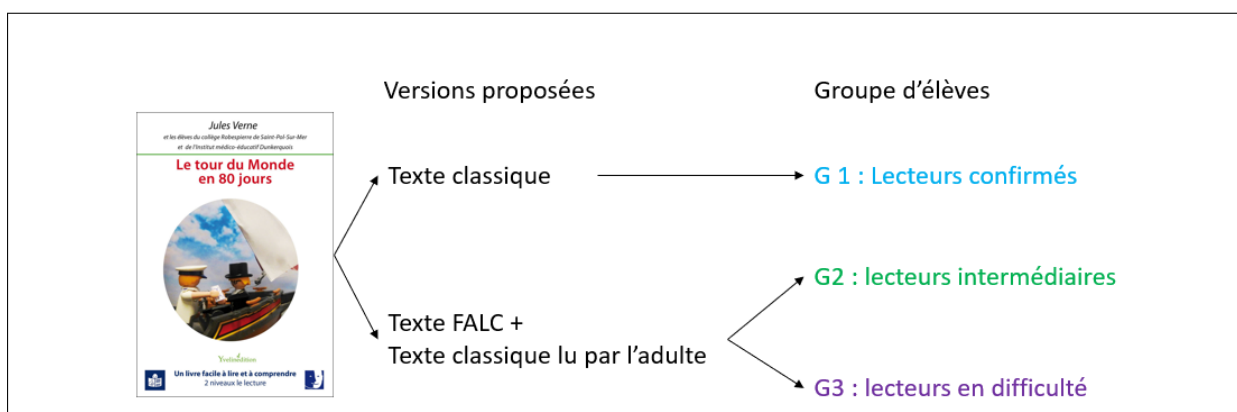 Versions proposées
Groupe d’élèves
Jules Verne
et les élèves du collège Robespierre de Saint-Pol-Sur-Mer
et de l'Institut médico-éducatif Dunkerquois
Le tour du Monde
en 80 jours
Yvelinédition
Un livre facile à lire et à comprendre
2 niveaux le lecture
Texte classique
G 1 : Lecteurs confirmés
Texte FALC +
Texte classique lu par l’adulte
G2 : lecteurs intermédiaires
G3 : lecteurs en difficulté